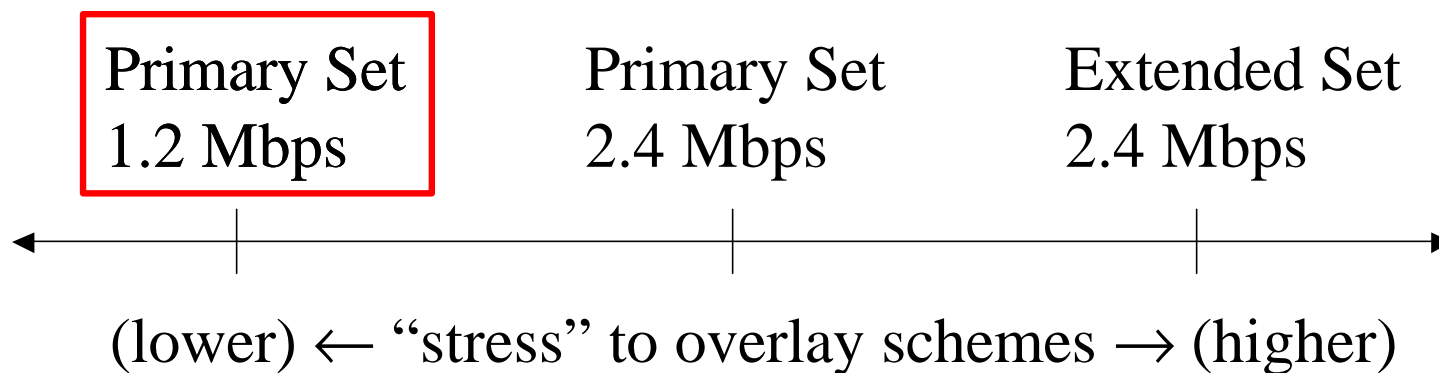 Primary Set
1.2 Mbps
Primary Set
2.4 Mbps
Extended Set
2.4 Mbps
(lower) ← “stress” to overlay schemes → (higher)